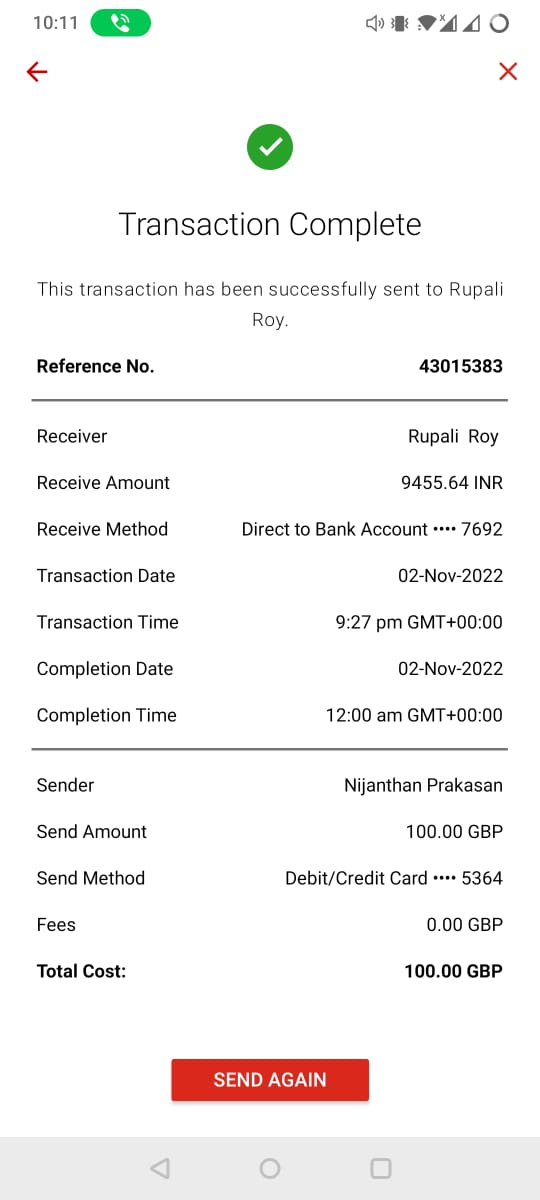 10:11
Transaction Complete
This transaction has been successfully sent to Rupali
Roy.
Reference No. 43015383
Receiver Rupali Roy
Receive Amount 9455.64 INR
Receive Method Direct to Bank Account •••• 7692
Transaction Date 02-Nov-2022
Transaction Time 9:27 pm GMT+00:00
Completion Date 02-Nov-2022
Completion Time 12:00 am GMT+00:00
Sender Nijanthan Prakasan
Send Amount 100.00 GBP
Send Method Debit/Credit Card •••• 5364
Fees 0.00 GBP
Total Cost: 100.00 GBP
SEND AGAIN